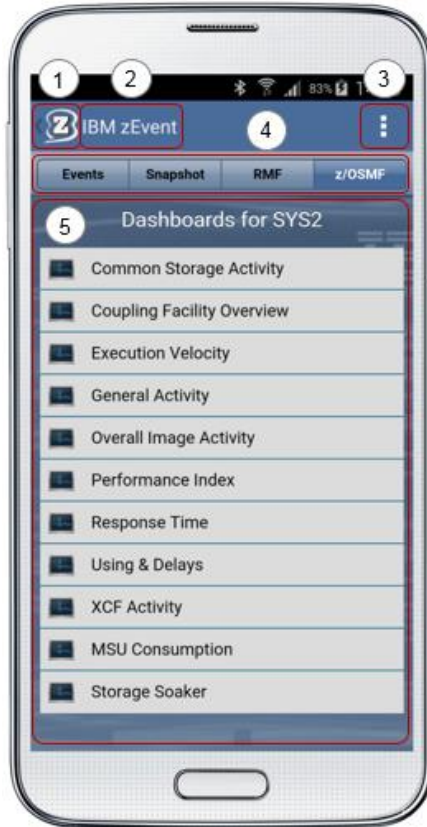 1 2 3
83%
Z IBM zEvent 4
Events Snapshot RMF z/OSMF
5 Dashboards for SYS2
Common Storage Activity
Coupling Facility Overview
Execution Velocity
General Activity
Overall Image Activity
Performance Index
Response Time
Using & Delays
XCF Activity
MSU Consumption
Storage Soaker